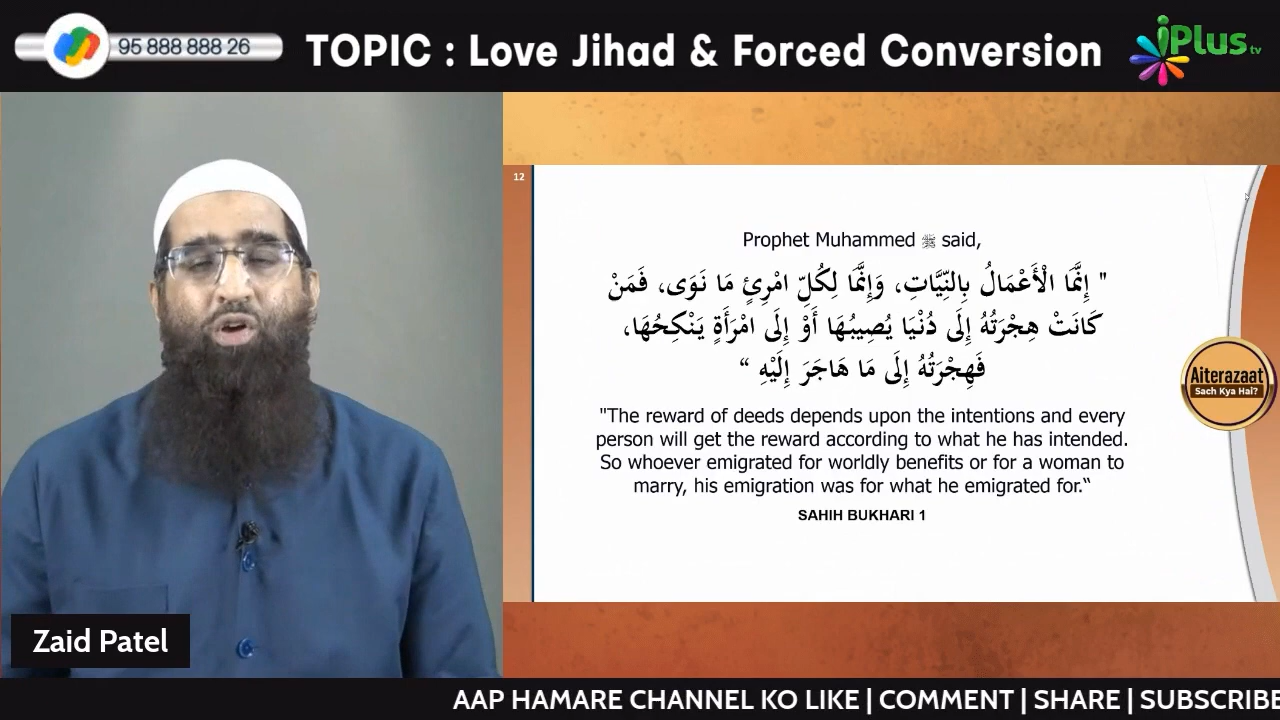 95 888 888 26
TOPIC : Love Jihad & Forced Conversion
iPlus tv
12
Prophet Muhammed ﷺ said,
" إِنَّمَا الْأَعْمَالُ بِالنِّيَّاتِ، وَإِنَّمَا لِكُلِّ امْرِئٍ مَا نَوَى، فَمَنْ
كَانَتْ هِجْرَتُهُ إِلَى دُنْيَا يُصِيبُهَا أَوْ إِلَى امْرَأَةٍ يَنْكِحُهَا،
فَهِجْرَتُهُ إِلَى مَا هَاجَرَ إِلَيْهِ “
"The reward of deeds depends upon the intentions and every
person will get the reward according to what he has intended.
So whoever emigrated for worldly benefits or for a woman to
marry, his emigration was for what he emigrated for.“
SAHIH BUKHARI 1
Aiterazaat
Sach Kya Hai?
Zaid Patel
AAP HAMARE CHANNEL KO LIKE | COMMENT | SHARE | SUBSCRIBE